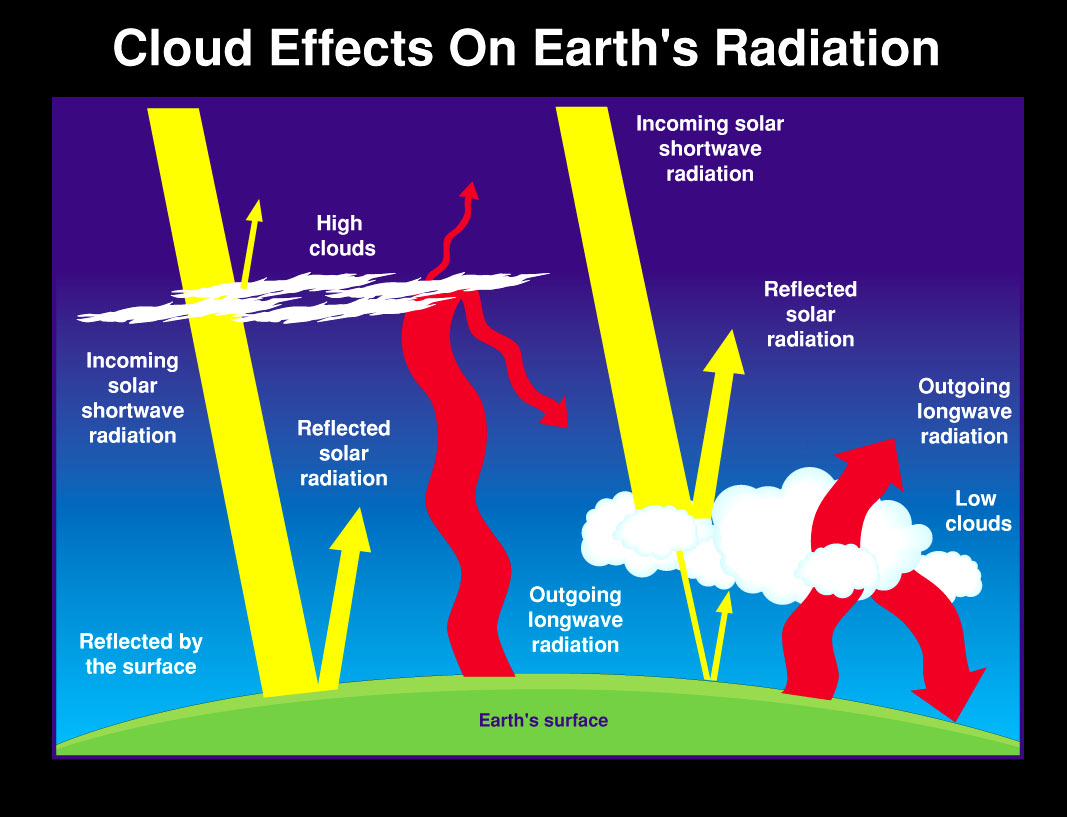 Cloud Effects On Earth's Radiation
Incoming solar
shortwave
radiation
High
clouds
Reflected
solar
radiation
Incoming
solar
shortwave
radiation
Outgoing
longwave
radiation
Reflected
solar
radiation
Low
clouds
Outgoing
longwave
radiation
Reflected by
the surface
Earth's surface